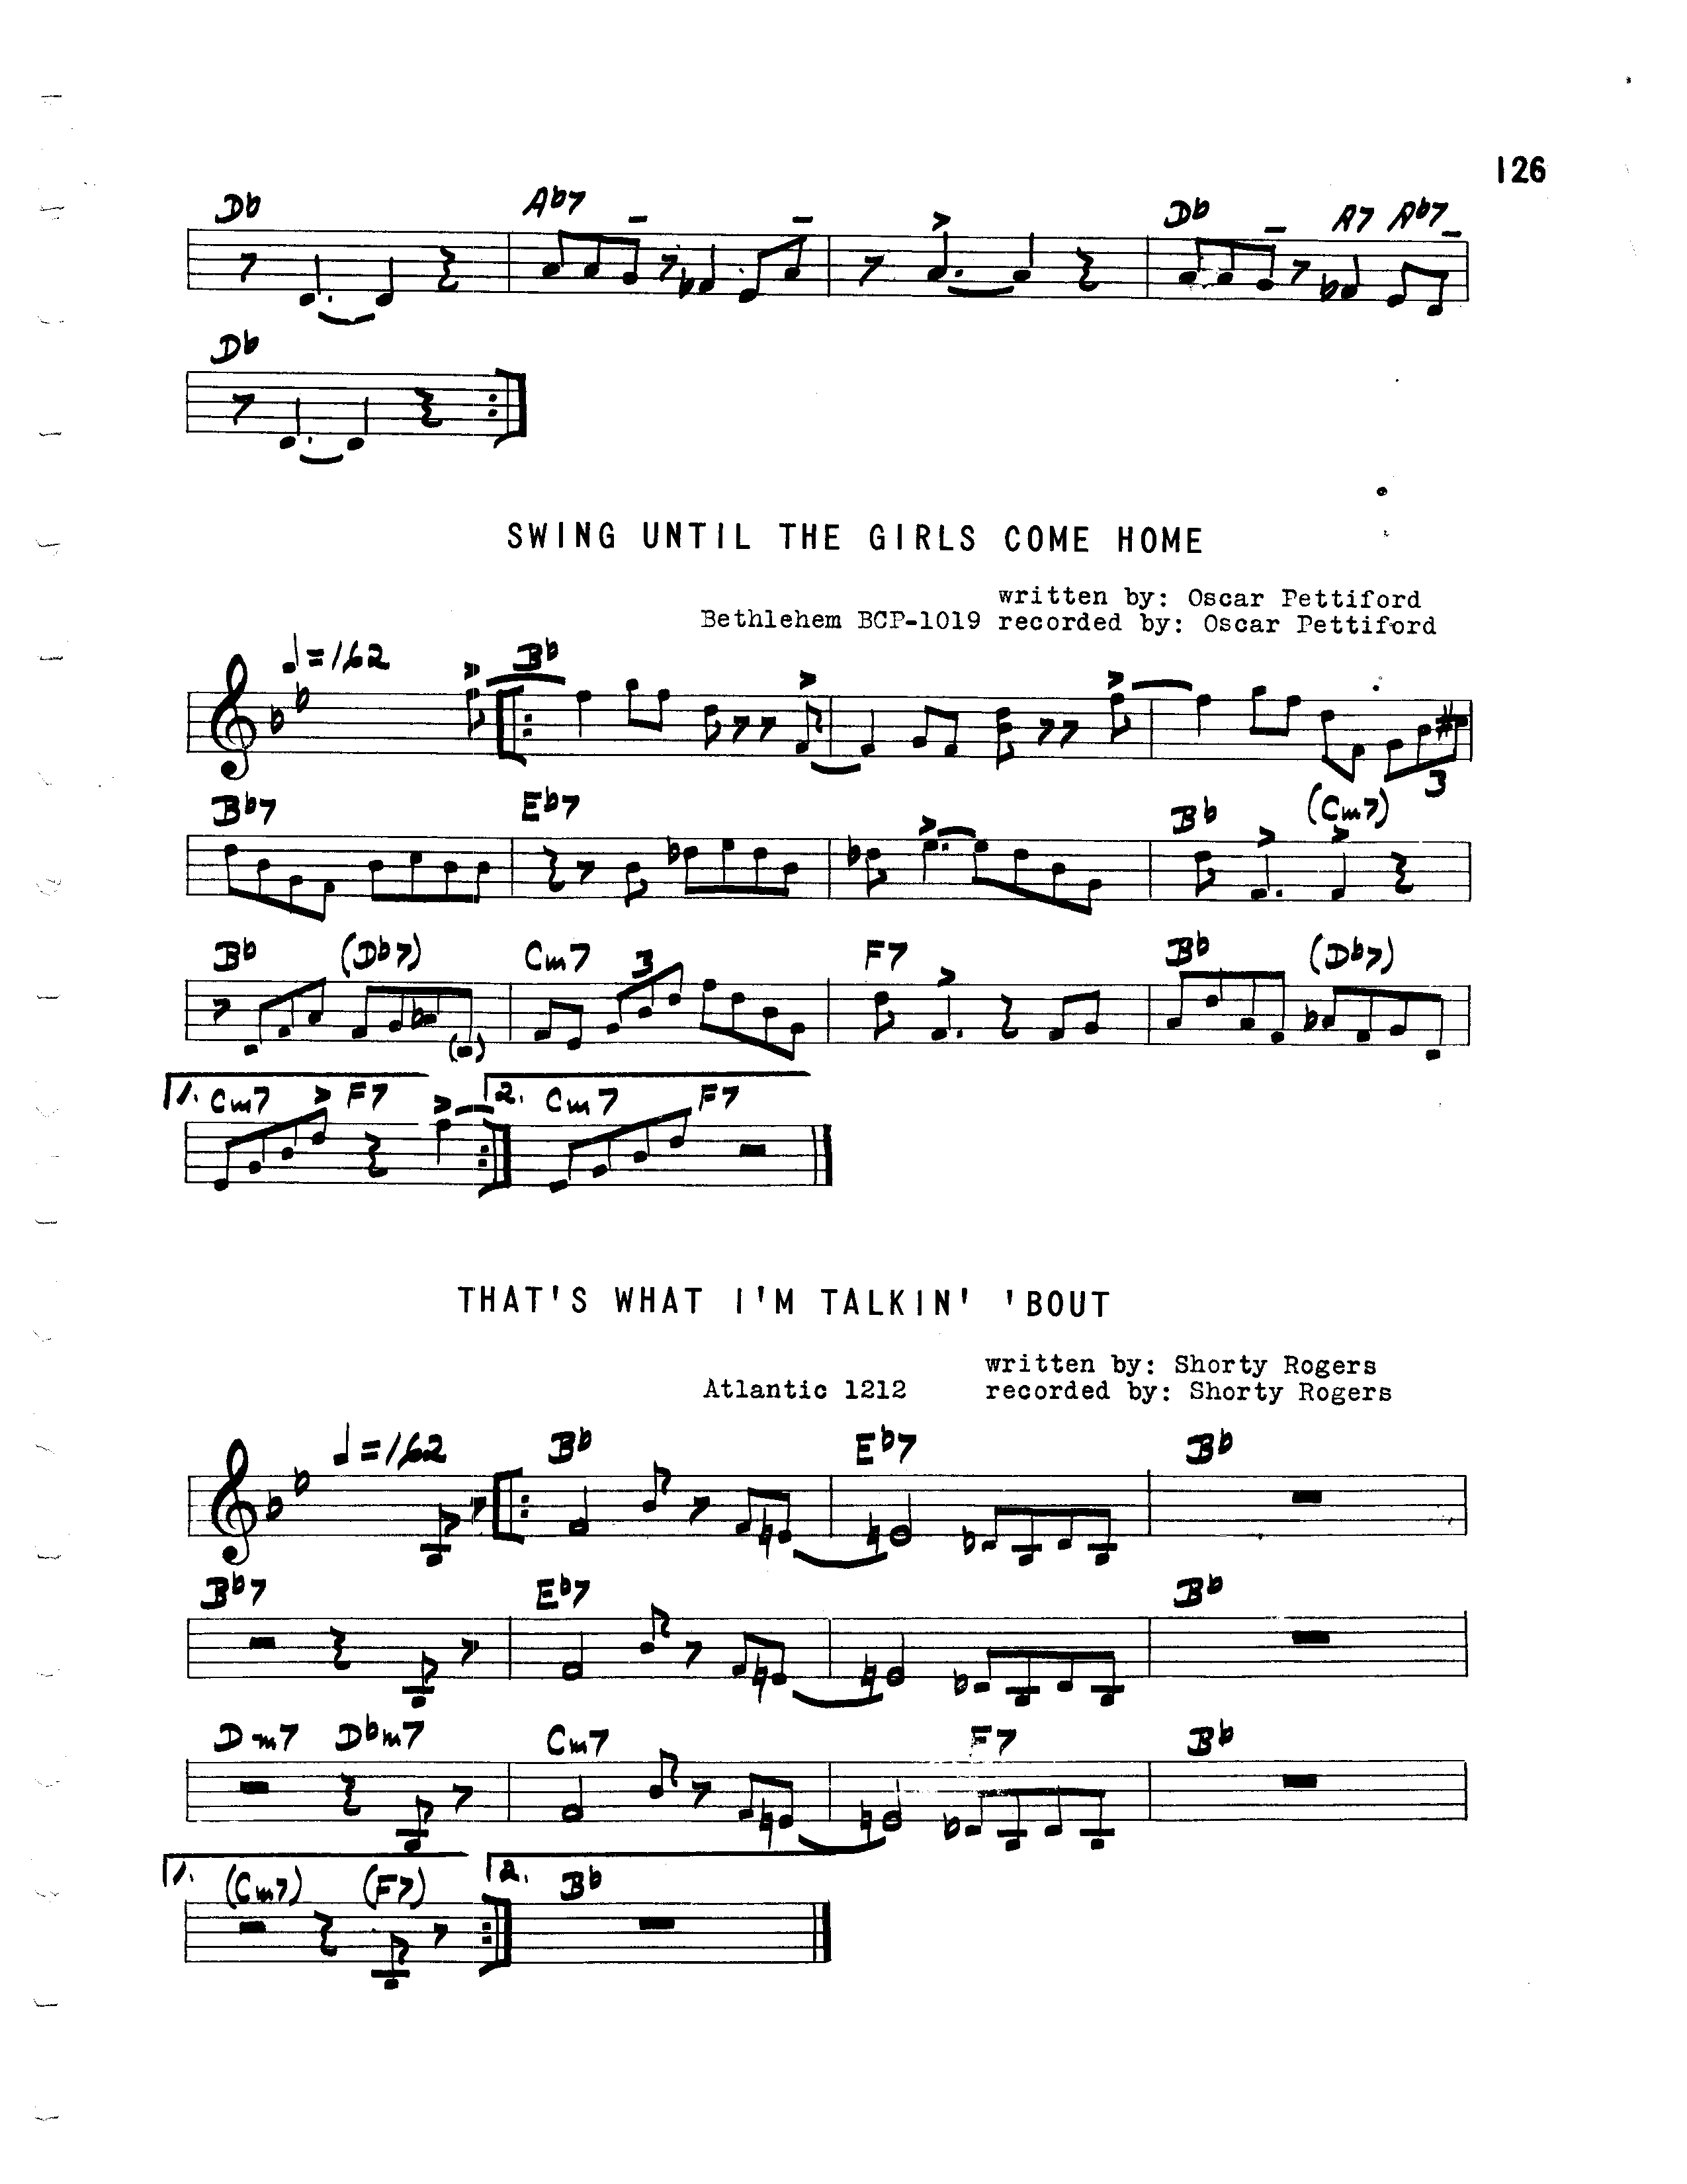 126
Db Ab7 Db A7 Ab7
Db
SWING UNTIL THE GIRLS COME HOME
written by: Oscar Pettiford
Bethlehem BCP-1019 recorded by: Oscar Pettiford
♩=162 Bb
3
Bb7 Eb7 Bb (Cm7)
Bb (Db7) Cm7 3 F7 Bb (Db7)
1. Cm7 F7 2. Cm7 F7
THAT'S WHAT I'M TALKIN' 'BOUT
written by: Shorty Rogers
Atlantic 1212 recorded by: Shorty Rogers
♩=162 Bb Eb7 Bb
Bb7 Eb7 Bb
Dm7 Dbm7 Cm7 F7 Bb
1. (Cm7) (F7) 2. Bb